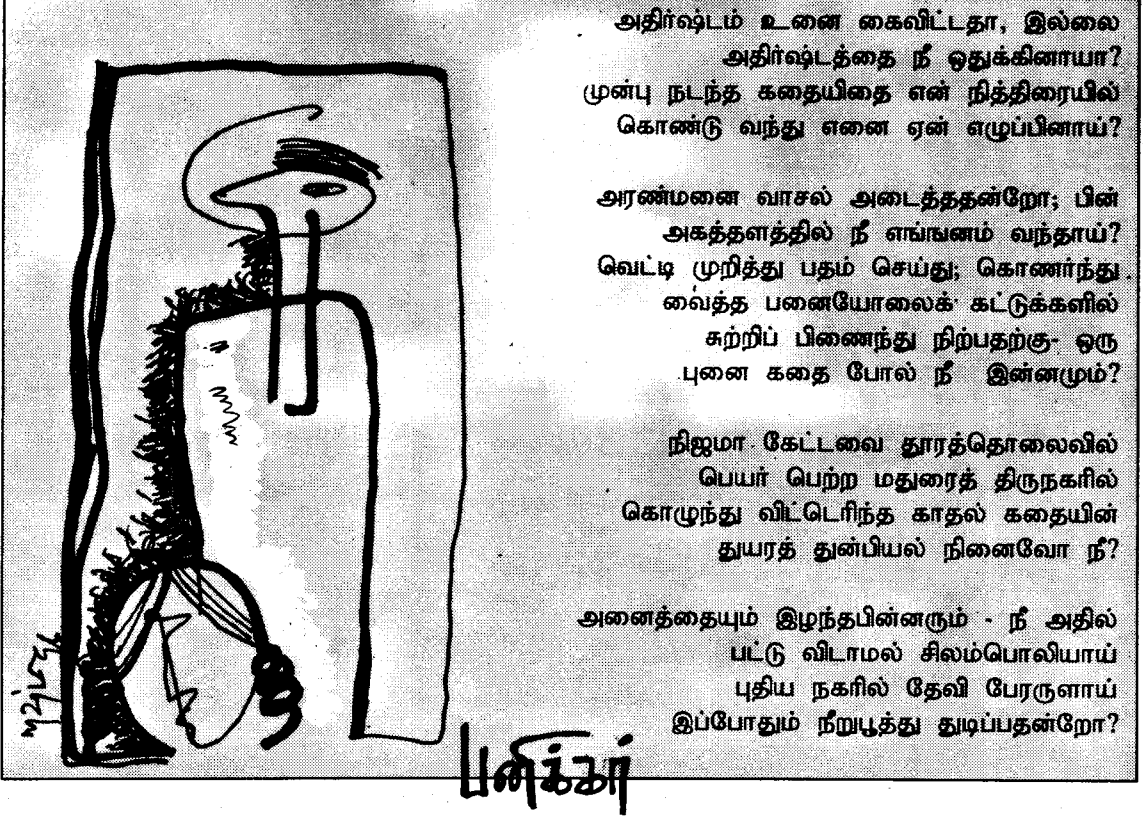 அதிர்ஷ்டம் உனை கைவிட்டதா, இல்லை
அதிர்ஷ்டத்தை நீ ஒதுக்கினாயா?
முன்பு நடந்த கதையிதை என் நித்திரையில்
கொண்டு வந்து எனை ஏன் எழுப்பினாய்?

அரண்மனை வாசல் அடைத்ததன்றோ; பின்
அகத்தளத்தில் நீ எங்ஙனம் வந்தாய்?
வெட்டி முறித்து பதம் செய்து; கொணர்ந்து
வைத்த பனையோலைக் கட்டுக்களில்
சுற்றிப் பிணைந்து நிற்பதற்கு- ஒரு
புனை கதை போல் நீ இன்னமும்?

நிஜமா கேட்டவை தூரத்தொலைவில்
பெயர் பெற்ற மதுரைத் திருநகரில்
கொழுந்து விட்டெரிந்த காதல் கதையின்
துயரத் துன்பியல் நினைவோ நீ?

அனைத்தையும் இழந்தபின்னரும் - நீ அதில்
பட்டு விடாமல் சிலம்பொலியாய்
புதிய நகரில் தேவி பேரருளாய்
இப்போதும் நீறுபூத்து துடிப்பதன்றோ?
பனிக்கர்